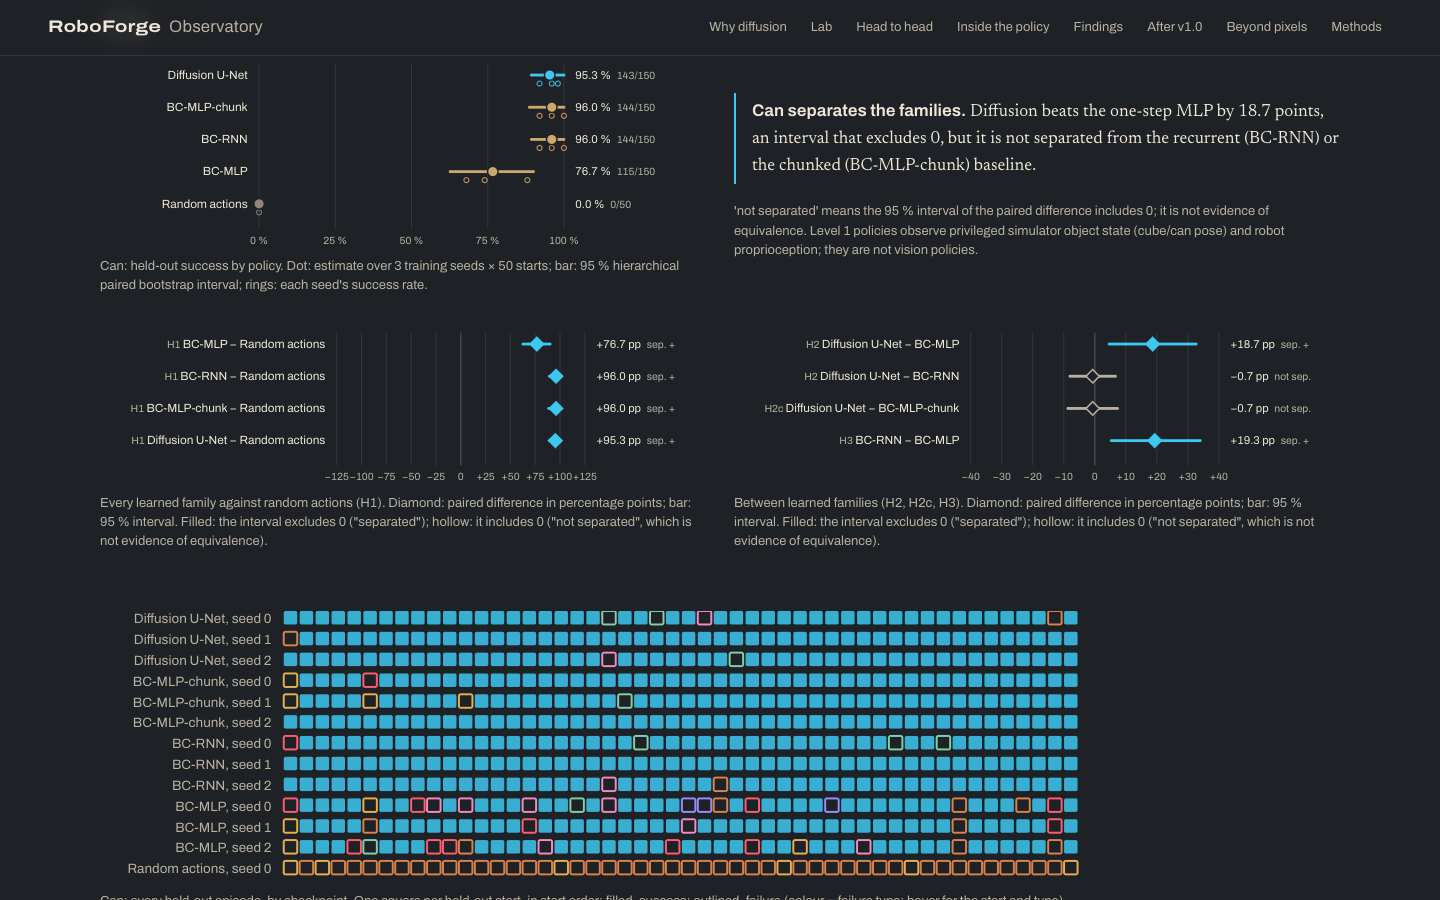 RoboForge Observatory
Why diffusion Lab Head to head Inside the policy Findings After v1.0 Beyond pixels Methods
Diffusion U-Net 95.3 % 143/150
BC-MLP-chunk 96.0 % 144/150
BC-RNN 96.0 % 144/150
BC-MLP 76.7 % 115/150
Random actions 0.0 % 0/50
0 % 25 % 50 % 75 % 100 %
Can: held-out success by policy. Dot: estimate over 3 training seeds × 50 starts; bar: 95 % hierarchical
paired bootstrap interval; rings: each seed's success rate.
Can separates the families. Diffusion beats the one-step MLP by 18.7 points,
an interval that excludes 0, but it is not separated from the recurrent (BC-RNN) or
the chunked (BC-MLP-chunk) baseline.
'not separated' means the 95 % interval of the paired difference includes 0; it is not evidence of
equivalence. Level 1 policies observe privileged simulator object state (cube/can pose) and robot
proprioception; they are not vision policies.
H1 BC-MLP – Random actions +76.7 pp sep. +
H1 BC-RNN – Random actions +96.0 pp sep. +
H1 BC-MLP-chunk – Random actions +96.0 pp sep. +
H1 Diffusion U-Net – Random actions +95.3 pp sep. +
−125 −100 −75 −50 −25 0 +25 +50 +75 +100 +125
Every learned family against random actions (H1). Diamond: paired difference in percentage points; bar:
95 % interval. Filled: the interval excludes 0 ("separated"); hollow: it includes 0 ("not separated", which is
not evidence of equivalence).
H2 Diffusion U-Net – BC-MLP +18.7 pp sep. +
H2 Diffusion U-Net – BC-RNN −0.7 pp not sep.
H2c Diffusion U-Net – BC-MLP-chunk −0.7 pp not sep.
H3 BC-RNN – BC-MLP +19.3 pp sep. +
−40 −30 −20 −10 0 +10 +20 +30 +40
Between learned families (H2, H2c, H3). Diamond: paired difference in percentage points; bar: 95 %
interval. Filled: the interval excludes 0 ("separated"); hollow: it includes 0 ("not separated", which is not
evidence of equivalence).
Diffusion U-Net, seed 0
Diffusion U-Net, seed 1
Diffusion U-Net, seed 2
BC-MLP-chunk, seed 0
BC-MLP-chunk, seed 1
BC-MLP-chunk, seed 2
BC-RNN, seed 0
BC-RNN, seed 1
BC-RNN, seed 2
BC-MLP, seed 0
BC-MLP, seed 1
BC-MLP, seed 2
Random actions, seed 0